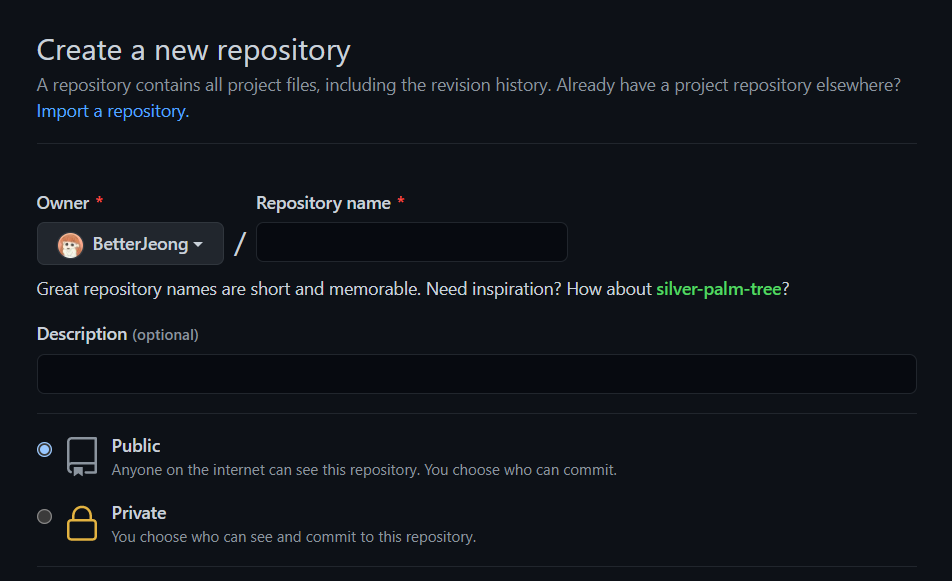 Create a new repository
A repository contains all project files, including the revision history. Already have a project repository elsewhere?
Import a repository.
Owner * Repository name *
BetterJeong / 
Great repository names are short and memorable. Need inspiration? How about silver-palm-tree?
Description (optional)
Public
Anyone on the internet can see this repository. You choose who can commit.
Private
You choose who can see and commit to this repository.